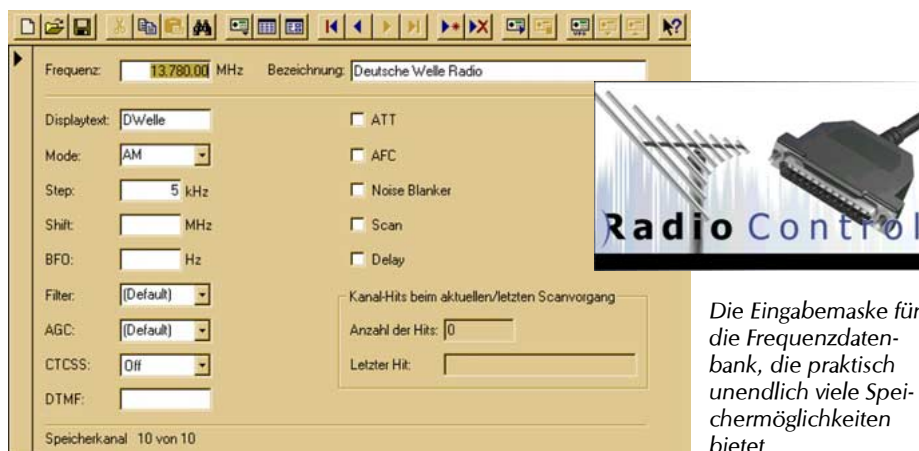 Frequenz: 13.780.00 MHz Bezeichnung: Deutsche Welle Radio
Displaytext: DWelle
Mode: AM
Step: 5 kHz
Shift: MHz
BFO: Hz
Filter: (Default)
AGC: (Default)
CTCSS: Off
DTMF:
Speicherkanal 10 von 10
ATT
AFC
Noise Blanker
Scan
Delay
Kanal-Hits beim aktuellen/letzten Scanvorgang
Anzahl der Hits: 0
Letzter Hit:
Radio Control
Die Eingabemaske für
die Frequenzdaten-
bank, die praktisch
unendlich viele Spei-
chermöglichkeiten
bietet